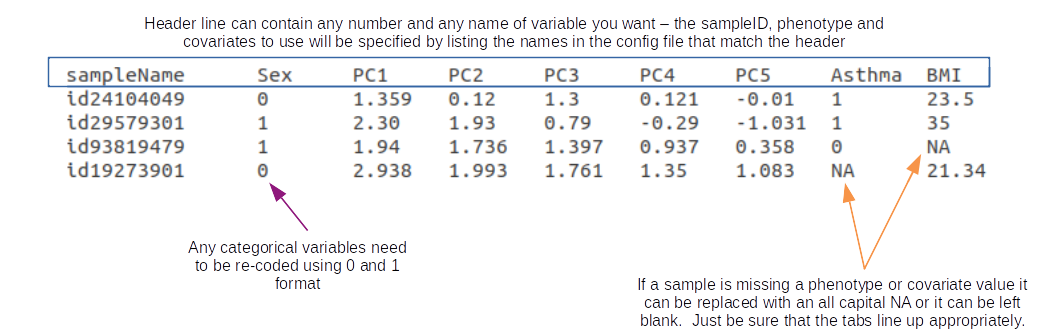 Header line can contain any number and any name of variable you want – the sampleID, phenotype and
covariates to use will be specified by listing the names in the config file that match the header
sampleName Sex PC1 PC2 PC3 PC4 PC5 Asthma BMI
id24104049 0 1.359 0.12 1.3 0.121 -0.01 1 23.5
id29579301 1 2.30 1.93 0.79 -0.29 -1.031 1 35
id93819479 1 1.94 1.736 1.397 0.937 0.358 0 NA
id19273901 0 2.938 1.993 1.761 1.35 1.083 NA 21.34
Any categorical variables need
to be re-coded using 0 and 1
format
If a sample is missing a phenotype or covariate value it
can be replaced with an all capital NA or it can be left
blank. Just be sure that the tabs line up appropriately.